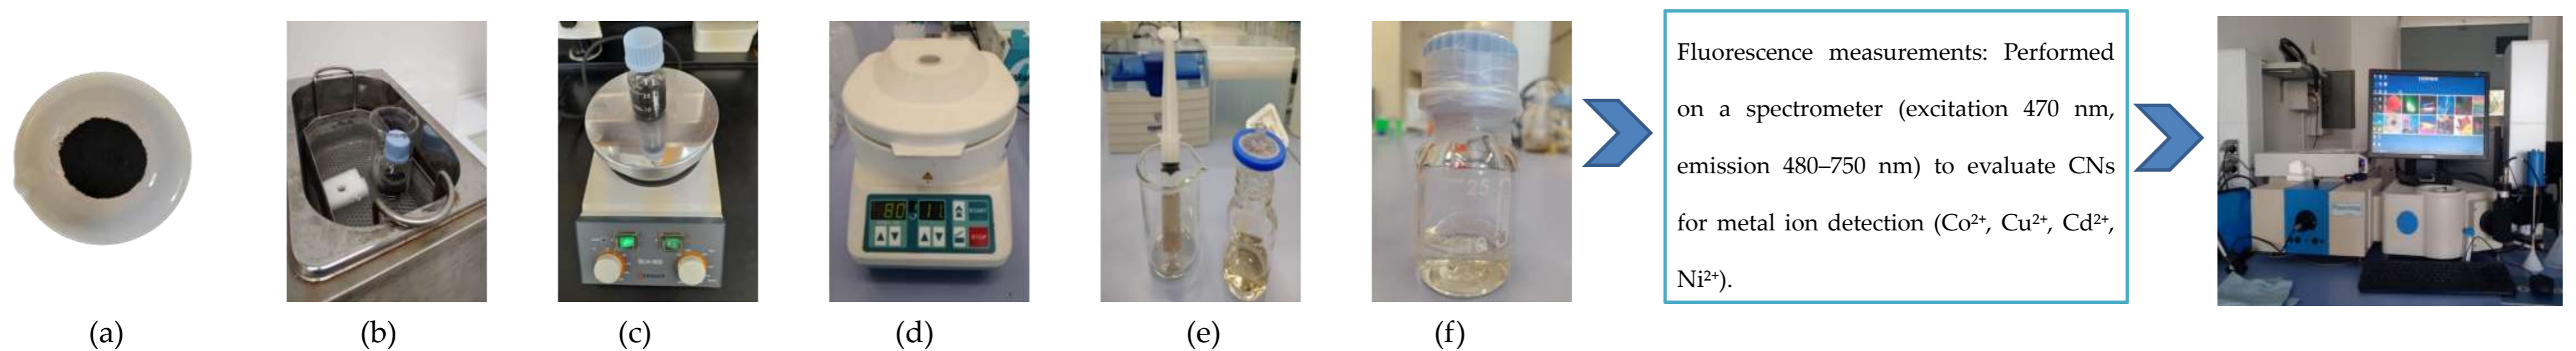 Fluorescence measurements: Performed
on a spectrometer (excitation 470 nm,
emission 480–750 nm) to evaluate CNs
for metal ion detection (Co²⁺, Cu²⁺, Cd²⁺,
Ni²⁺).
80
11
START
STOP
25
(a)
(b)
(c)
(d)
(e)
(f)